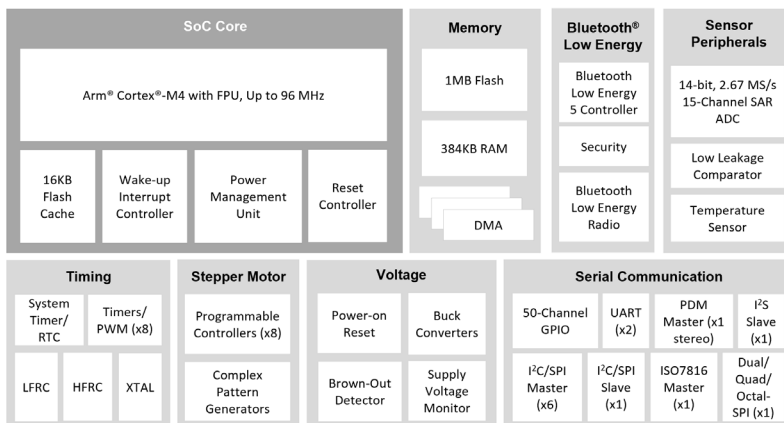 SoC Core
Arm® Cortex®-M4 with FPU, Up to 96 MHz
16KB
Flash
Cache
Wake-up
Interrupt
Controller
Power
Management
Unit
Reset
Controller
Memory
1MB Flash
384KB RAM
DMA
Bluetooth®
Low Energy
Bluetooth
Low Energy
5 Controller
Security
Bluetooth
Low Energy
Radio
Sensor
Peripherals
14-bit, 2.67 MS/s
15-Channel SAR
ADC
Low Leakage
Comparator
Temperature
Sensor
Timing
System
Timer/
RTC
Timers/
PWM (x8)
LFRC
HFRC
XTAL
Stepper Motor
Programmable
Controllers (x8)
Complex
Pattern
Generators
Voltage
Power-on
Reset
Buck
Converters
Brown-Out
Detector
Supply
Voltage
Monitor
Serial Communication
50-Channel
GPIO
UART
(x2)
PDM
Master (x1
stereo)
I²S
Slave
(x1)
I²C/SPI
Master
(x6)
I²C/SPI
Slave
(x1)
ISO7816
Master
(x1)
Dual/
Quad/
Octal-
SPI (x1)